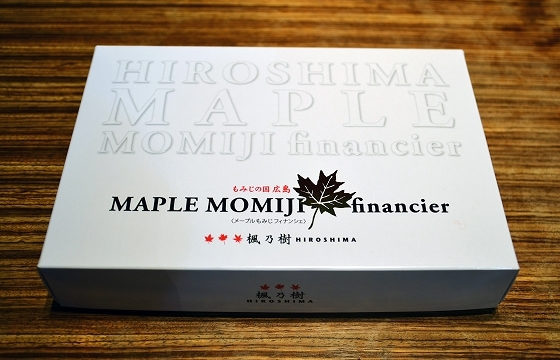 HIROSHIMA
MAPLE
MOMIJI financier
もみじの国 広島
MAPLE MOMIJI financier
〈メープルもみじフィナンシェ〉
楓乃樹 HIROSHIMA
楓乃樹
HIROSHIMA